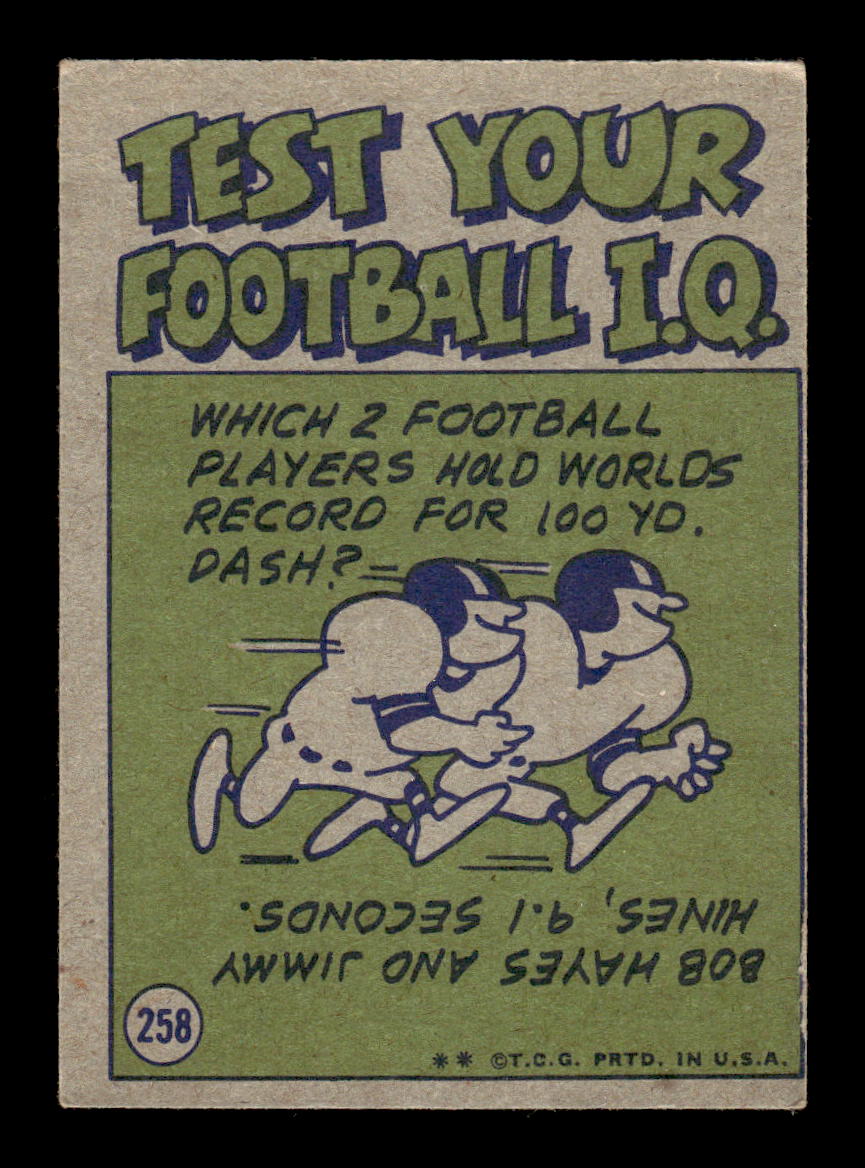 TEST YOUR
FOOTBALL I.Q.
WHICH 2 FOOTBALL
PLAYERS HOLD WORLDS
RECORD FOR 100 YD.
DASH?
BOB HAYES AND JIMMY
HINES, 9.1 SECONDS.
258
** ©T.C.G. PRTD. IN U.S.A.